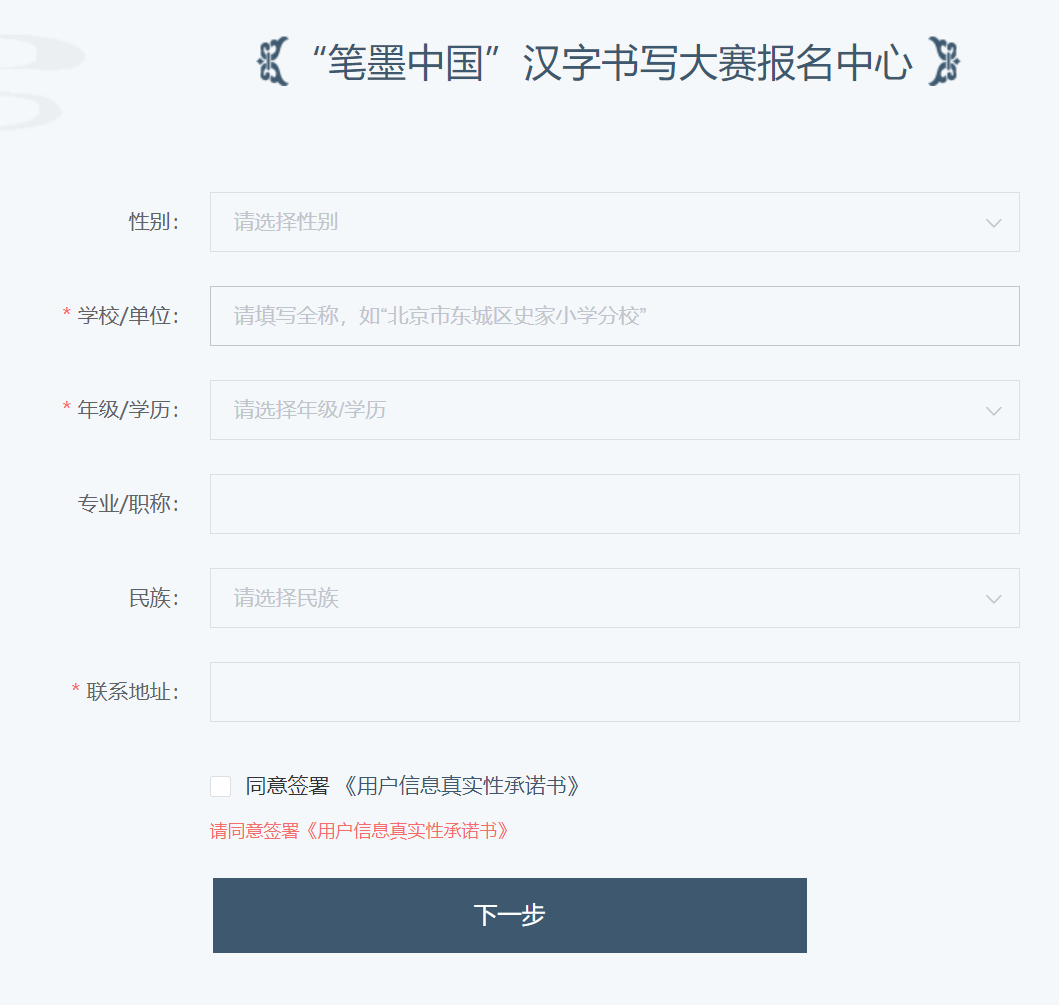 “笔墨中国”汉字书写大赛报名中心
性别：
请选择性别
* 学校/单位：
请填写全称，如“北京市东城区史家小学分校”
* 年级/学历：
请选择年级/学历
专业/职称：
民族：
请选择民族
* 联系地址：
同意签署 《用户信息真实性承诺书》
请同意签署《用户信息真实性承诺书》
下一步